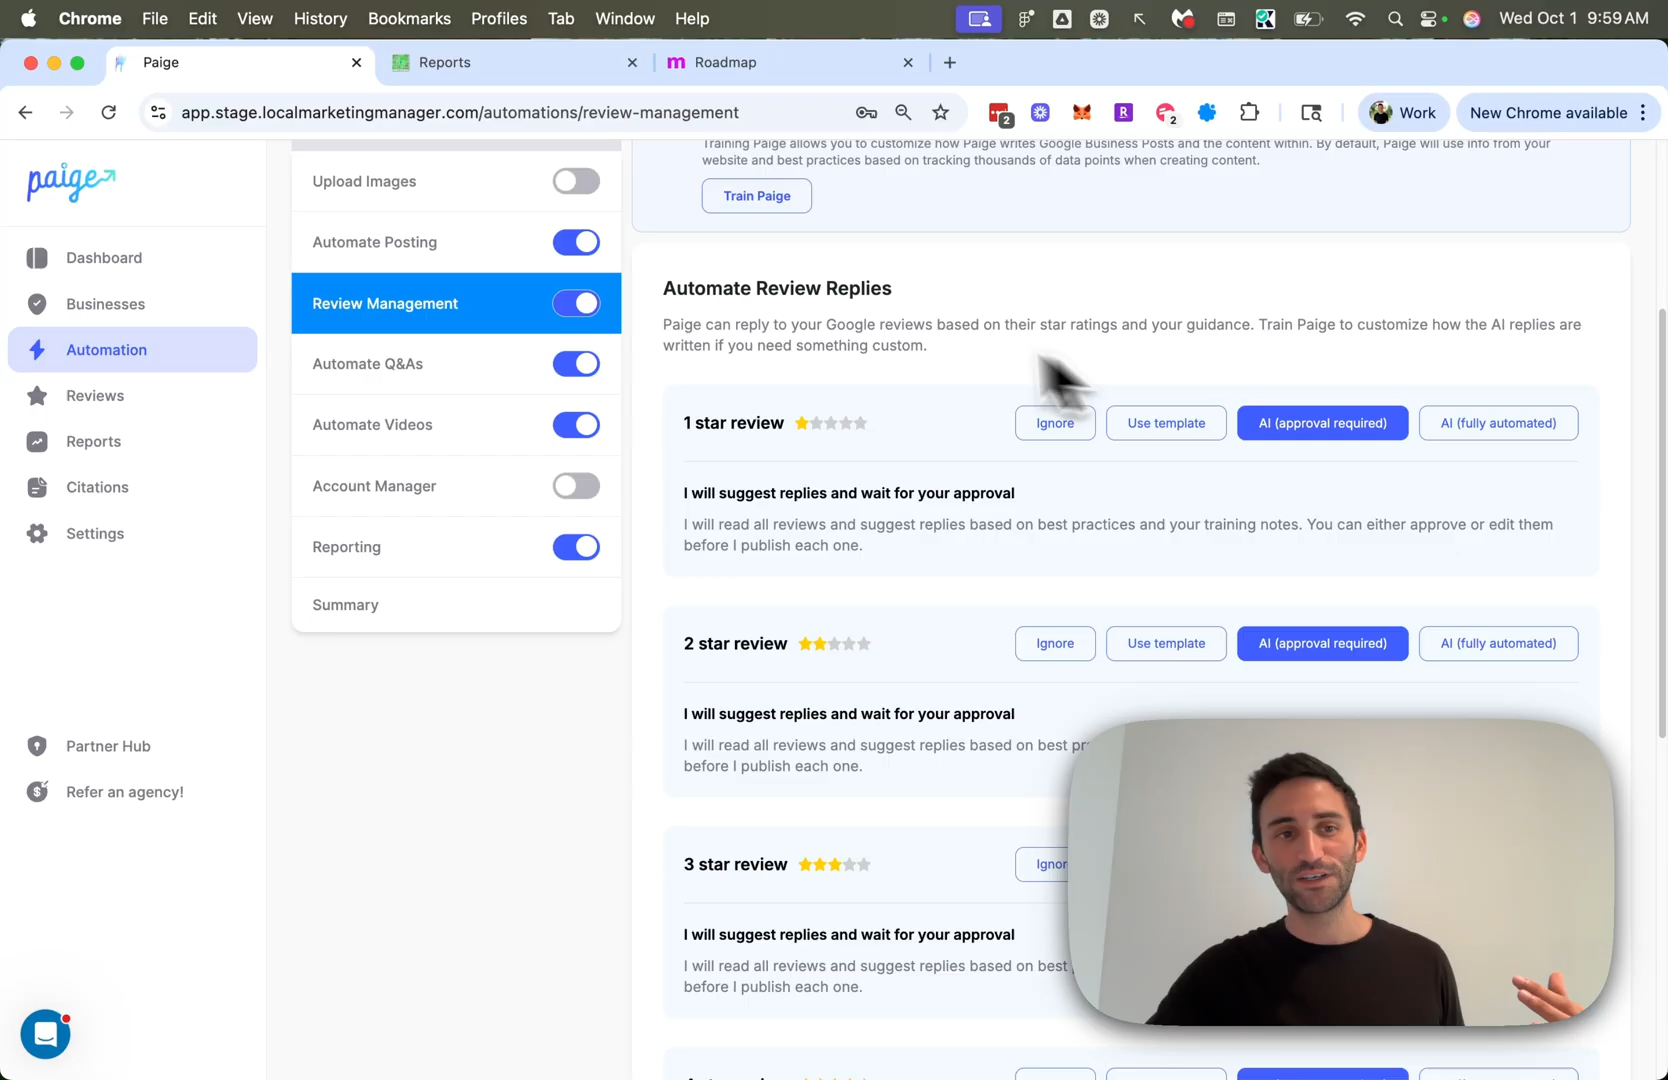 Chrome File Edit View History Bookmarks Profiles Tab Window Help Wed Oct 1 9:59 AM
Paige Reports Roadmap
app.stage.localmarketingmanager.com/automations/review-management 2 2 Work New Chrome available
paige
Dashboard
Businesses
Automation
Reviews
Reports
Citations
Settings
Partner Hub
Refer an agency!
Upload Images
Automate Posting
Review Management
Automate Q&As
Automate Videos
Account Manager
Reporting
Summary
Training Paige allows you to customize how Paige writes Google Business Posts and the content within. By default, Paige will use info from your
website and best practices based on tracking thousands of data points when creating content.
Train Paige
Automate Review Replies
Paige can reply to your Google reviews based on their star ratings and your guidance. Train Paige to customize how the AI replies are
written if you need something custom.
1 star review Ignore Use template AI (approval required) AI (fully automated)
I will suggest replies and wait for your approval
I will read all reviews and suggest replies based on best practices and your training notes. You can either approve or edit them
before I publish each one.
2 star review Ignore Use template AI (approval required) AI (fully automated)
I will suggest replies and wait for your approval
I will read all reviews and suggest replies based on best
before I publish each one.
3 star review Ignor
I will suggest replies and wait for your approval
I will read all reviews and suggest replies based on best
before I publish each one.